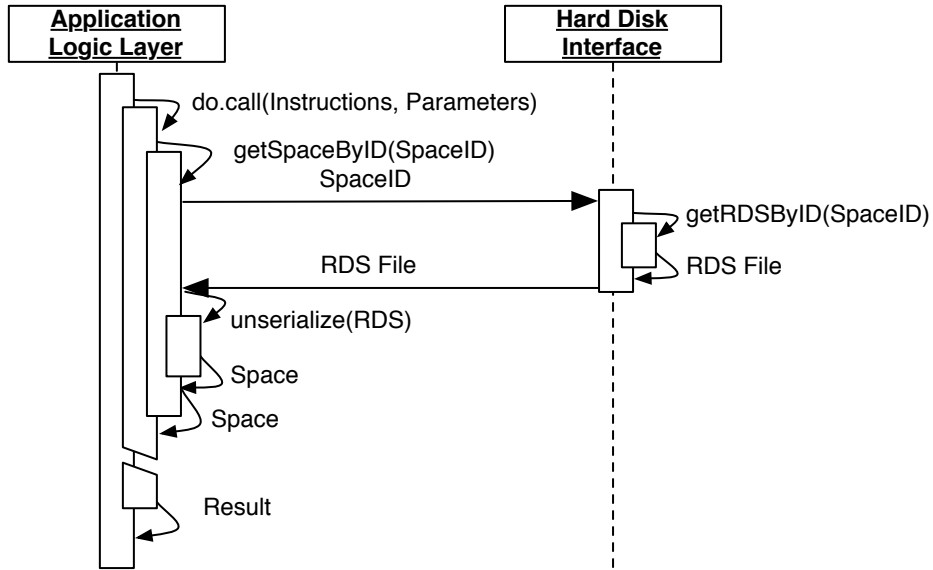 Application
Logic Layer
Hard Disk
Interface
do.call(Instructions, Parameters)
getSpaceByID(SpaceID)
SpaceID
getRDSByID(SpaceID)
RDS File
RDS File
unserialize(RDS)
Space
Space
Result